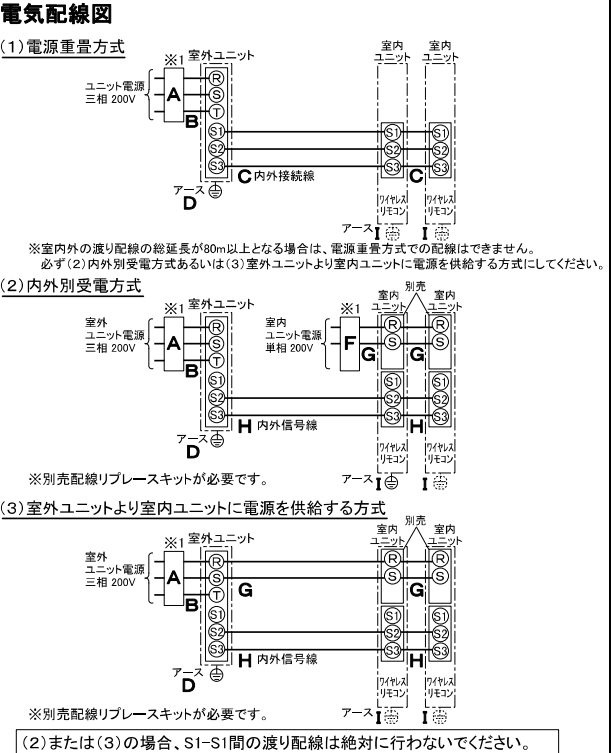 電気配線図
(1)電源重畳方式
※1 室外ユニット
室内ユニット 室内ユニット
ユニット電源
三相 200V
A
B
R
S
T
S1
S2
S3
S1 S1
S2 S2
S3 S3
C 内外接続線
C
アース
D
ワイヤレスリモコン ワイヤレスリモコン
アース I I
※室内外の渡り配線の総延長が80m以上となる場合は、電源重畳方式での配線はできません。
必ず(2)内外別受電方式あるいは(3)室外ユニットより室内ユニットに電源を供給する方式にしてください。
(2)内外別受電方式
※1 室外ユニット
※1
室内ユニット 別売 室内ユニット
室外
ユニット電源
三相 200V
A
B
R
S
T
S1
S2
S3
室内
ユニット電源
単相 200V
F
G G
R R
S S
S1 S1
S2 S2
S3 S3
H 内外信号線
H
アース
D
ワイヤレスリモコン ワイヤレスリモコン
※別売配線リプレースキットが必要です。
アース I I
(3)室外ユニットより室内ユニットに電源を供給する方式
※1 室外ユニット
室内ユニット 別売 室内ユニット
室外
ユニット電源
三相 200V
A
B
R
S
T
S1
S2
S3
G G
R R
S S
S1 S1
S2 S2
S3 S3
H 内外信号線
H
アース
D
ワイヤレスリモコン ワイヤレスリモコン
※別売配線リプレースキットが必要です。
アース I I
(2)または(3)の場合、S1-S1間の渡り配線は絶対に行わないでください。